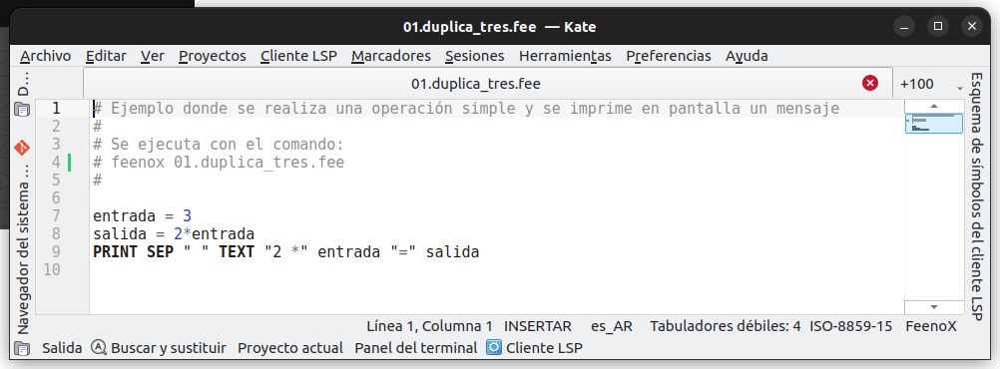 01.duplica_tres.fee — Kate
Archivo Editar Ver Proyectos Cliente LSP Marcadores Sesiones Herramientas Preferencias Ayuda
D...
Navegador del sistema ...
01.duplica_tres.fee
+100
1 # Ejemplo donde se realiza una operación simple y se imprime en pantalla un mensaje
2 #
3 # Se ejecuta con el comando:
4 # feenox 01.duplica_tres.fee
5 #
6
7 entrada = 3
8 salida = 2*entrada
9 PRINT SEP " " TEXT "2 *" entrada "=" salida
10
Esquema de símbolos del cliente LSP
Línea 1, Columna 1 INSERTAR es_AR Tabuladores débiles: 4 ISO-8859-15 FeenoX
Salida Buscar y sustituir Proyecto actual Panel del terminal Cliente LSP